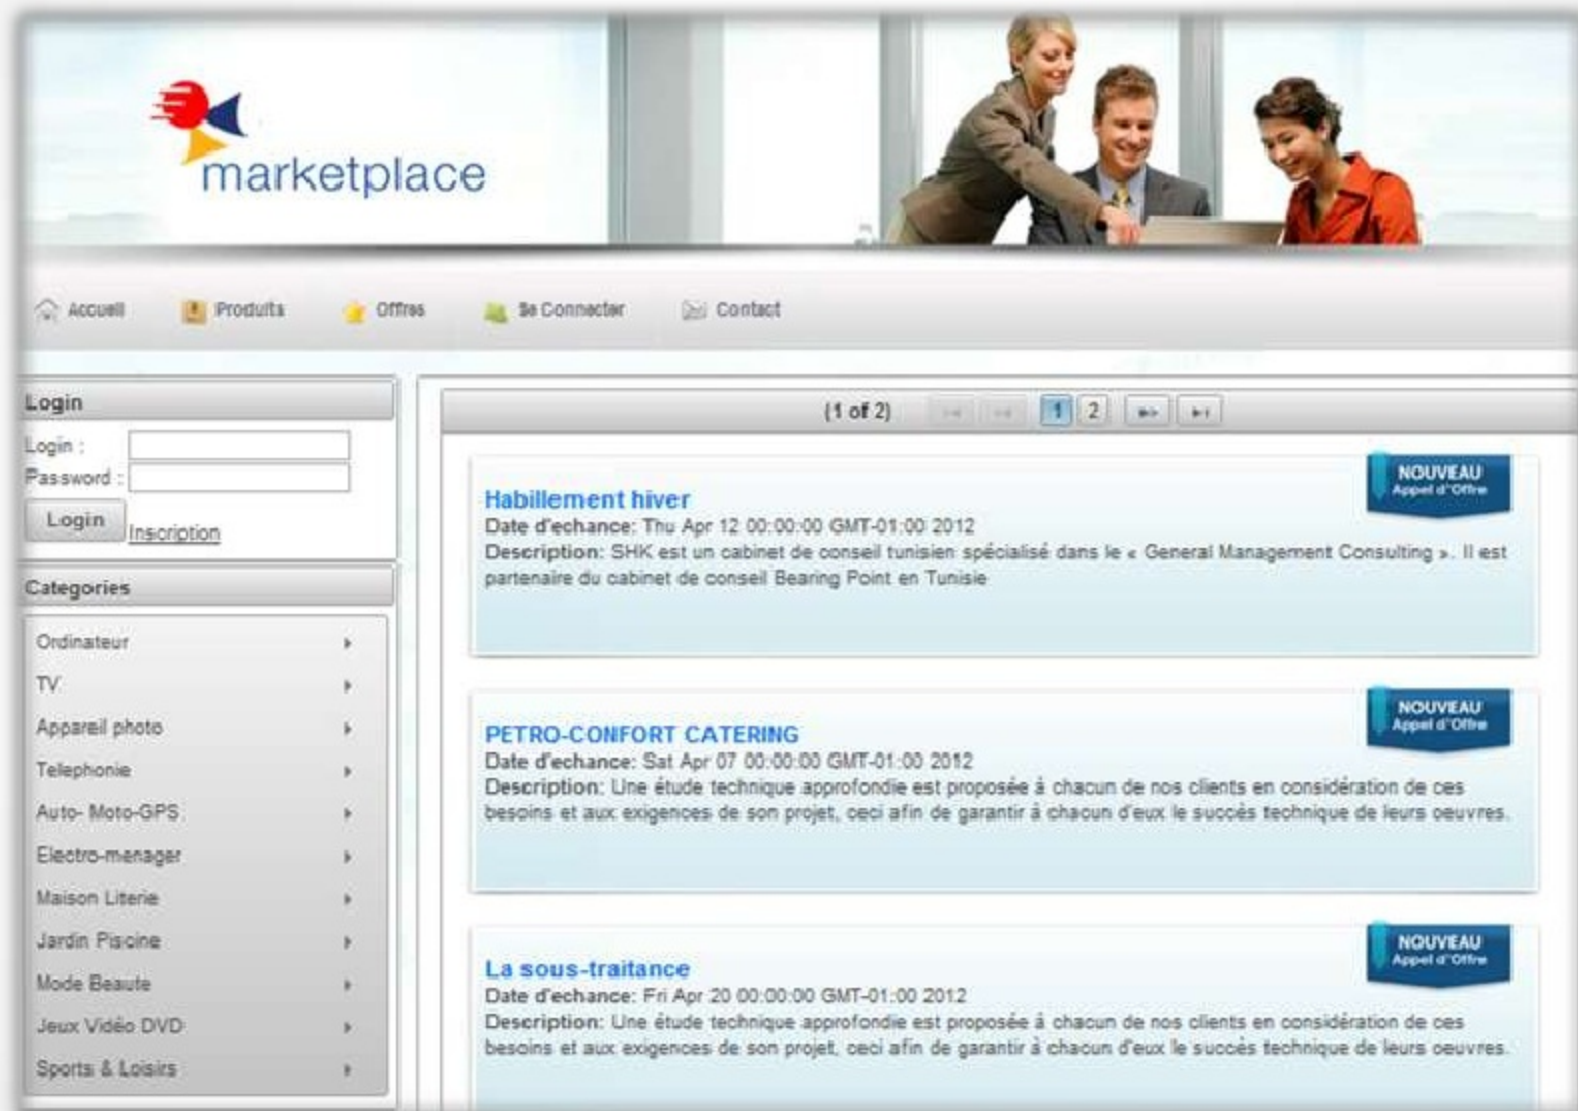 marketplace
Accueil Produits Offres Se Connecter Contact
Login
Login :
Password :
Login Inscription
Categories
Ordinateur
TV
Appareil photo
Telephonie
Auto- Moto-GPS
Electro-menager
Maison Literie
Jardin Piscine
Mode Beaute
Jeux Vidéo DVD
Sports & Loisirs
(1 of 2) 1 2
NOUVEAU
Appel d''Offre
Habillement hiver
Date d'echance: Thu Apr 12 00:00:00 GMT-01:00 2012
Description: SHK est un cabinet de conseil tunisien spécialisé dans le « General Management Consulting ». Il est
partenaire du cabinet de conseil Bearing Point en Tunisie
NOUVEAU
Appel d''Offre
PETRO-CONFORT CATERING
Date d'echance: Sat Apr 07 00:00:00 GMT-01:00 2012
Description: Une étude technique approfondie est proposée à chacun de nos clients en considération de ces
besoins et aux exigences de son projet, ceci afin de garantir à chacun d'eux le succès technique de leurs oeuvres.
NOUVEAU
Appel d''Offre
La sous-traitance
Date d'echance: Fri Apr 20 00:00:00 GMT-01:00 2012
Description: Une étude technique approfondie est proposée à chacun de nos clients en considération de ces
besoins et aux exigences de son projet, ceci afin de garantir à chacun d'eux le succès technique de leurs oeuvres.